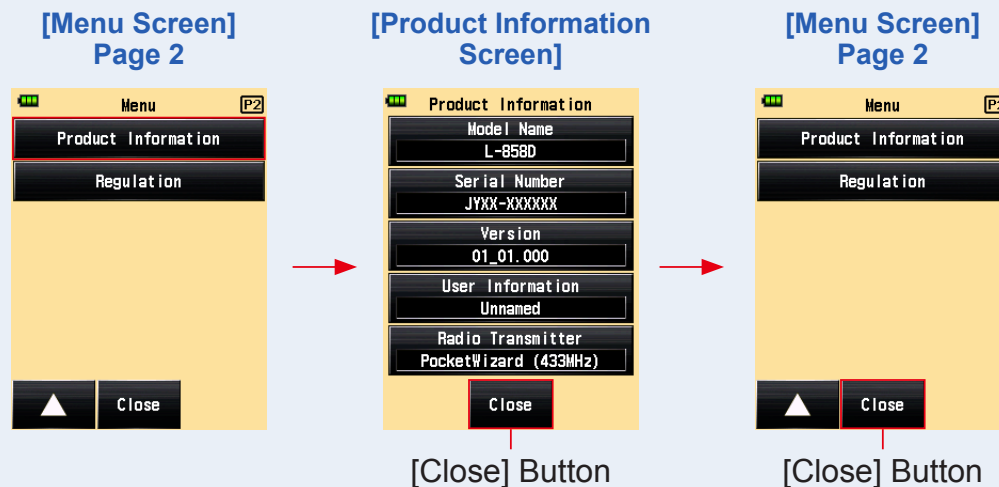 [Menu Screen]
Page 2
Menu
P2
Product Information
Regulation
Close
[Product Information
Screen]
Product Information
Model Name
L-858D
Serial Number
JYXX-XXXXXX
Version
01_01.000
User Information
Unnamed
Radio Transmitter
PocketWizard (433MHz)
Close
[Close] Button
[Menu Screen]
Page 2
Menu
P2
Product Information
Regulation
Close
[Close] Button